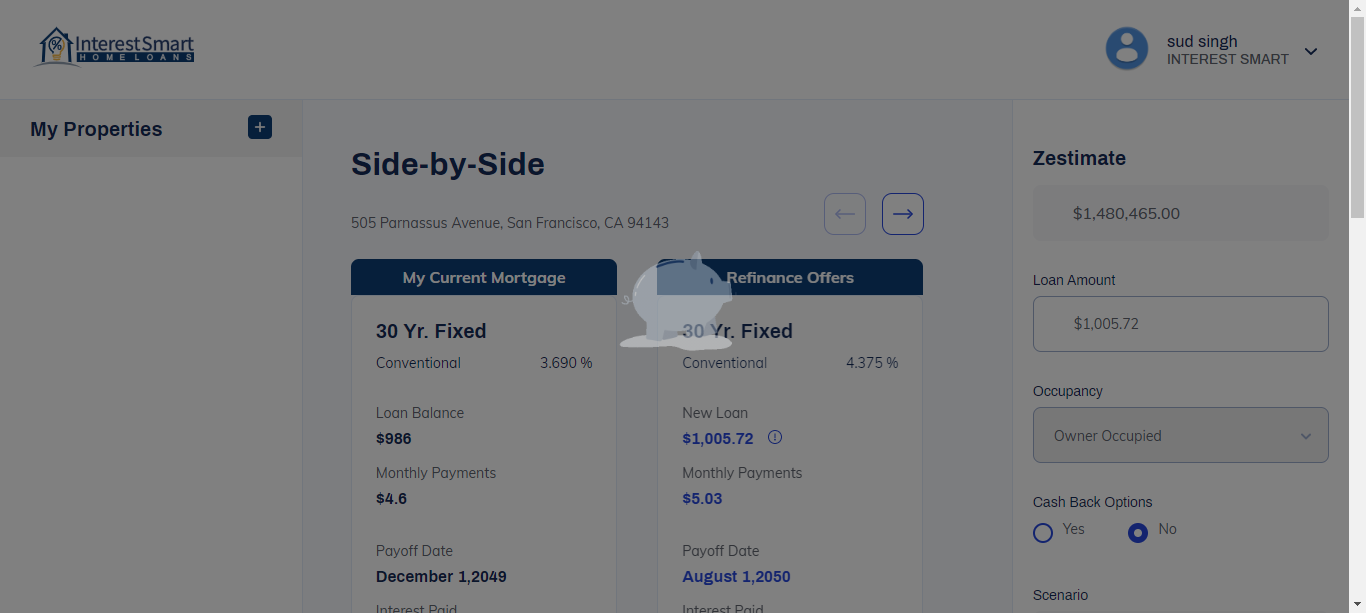 InterestSmart
HOME LOANS
sud singh
INTEREST SMART
My Properties
Side-by-Side
505 Parnassus Avenue, San Francisco, CA 94143
My Current Mortgage
30 Yr. Fixed
Conventional 3.690 %
Loan Balance
$986
Monthly Payments
$4.6
Payoff Date
December 1,2049
Interest Paid
Refinance Offers
30 Yr. Fixed
Conventional 4.375 %
New Loan
$1,005.72
Monthly Payments
$5.03
Payoff Date
August 1,2050
Interest Paid
Zestimate
$1,480,465.00
Loan Amount
$1,005.72
Occupancy
Owner Occupied
Cash Back Options
Yes No
Scenario